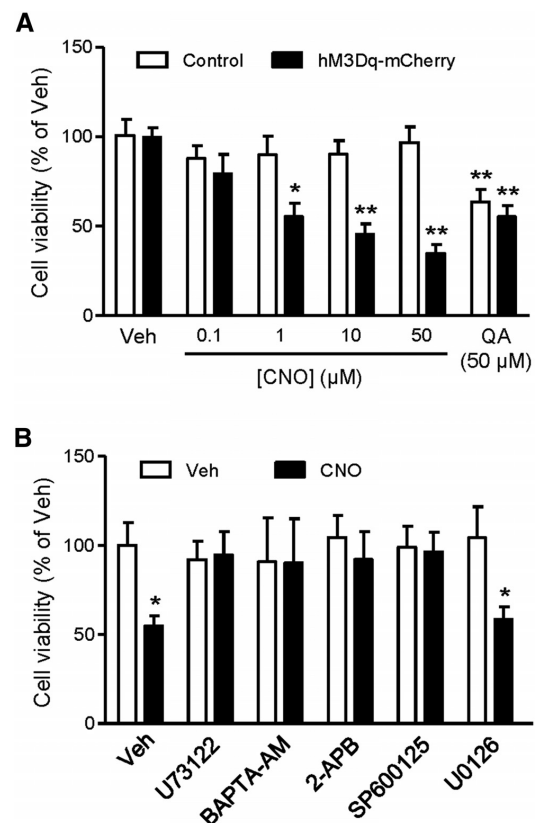 A
150
Control
hM3Dq-mCherry
100
Cell viability (% of Veh)
**
**
*
**
**
50
0
Veh
0.1
1
10
50
QA
(50 µM)
[CNO] (µM)
B
150
Veh
CNO
100
Cell viability (% of Veh)
*
*
50
0
Veh
U73122
BAPTA-AM
2-APB
SP600125
U0126